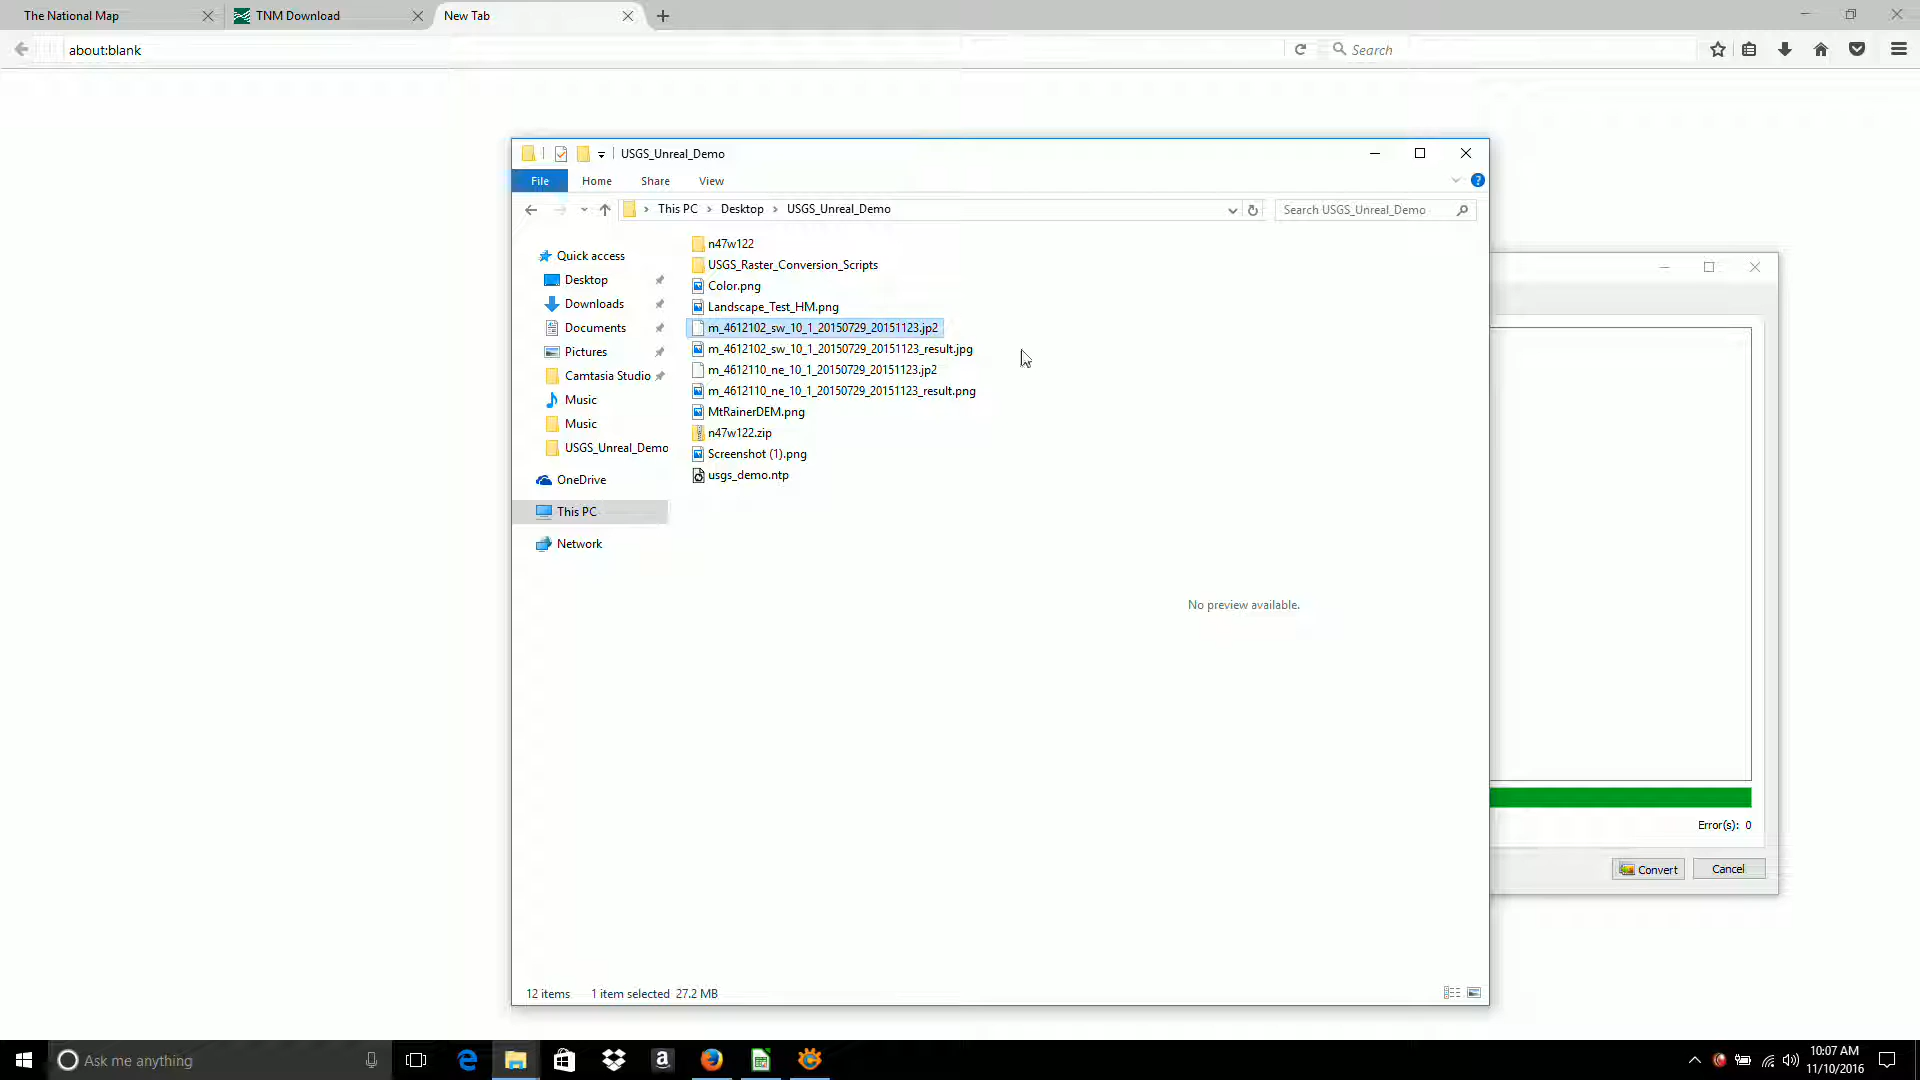 The National Map
TNM Download
New Tab
about:blank
Search
USGS_Unreal_Demo
File
Home
Share
View
This PC
Desktop
USGS_Unreal_Demo
Search USGS_Unreal_Demo
Quick access
Desktop
Downloads
Documents
Pictures
Camtasia Studio
Music
Music
USGS_Unreal_Demo
OneDrive
This PC
Network
n47w122
USGS_Raster_Conversion_Scripts
Color.png
Landscape_Test_HM.png
m_4612102_sw_10_1_20150729_20151123.jp2
m_4612102_sw_10_1_20150729_20151123_result.jpg
m_4612110_ne_10_1_20150729_20151123.jp2
m_4612110_ne_10_1_20150729_20151123_result.png
MtRainerDEM.png
n47w122.zip
Screenshot (1).png
usgs_demo.ntp
No preview available.
12 items
1 item selected 27.2 MB
Error(s): 0
Convert
Cancel
Ask me anything
10:07 AM
11/10/2016